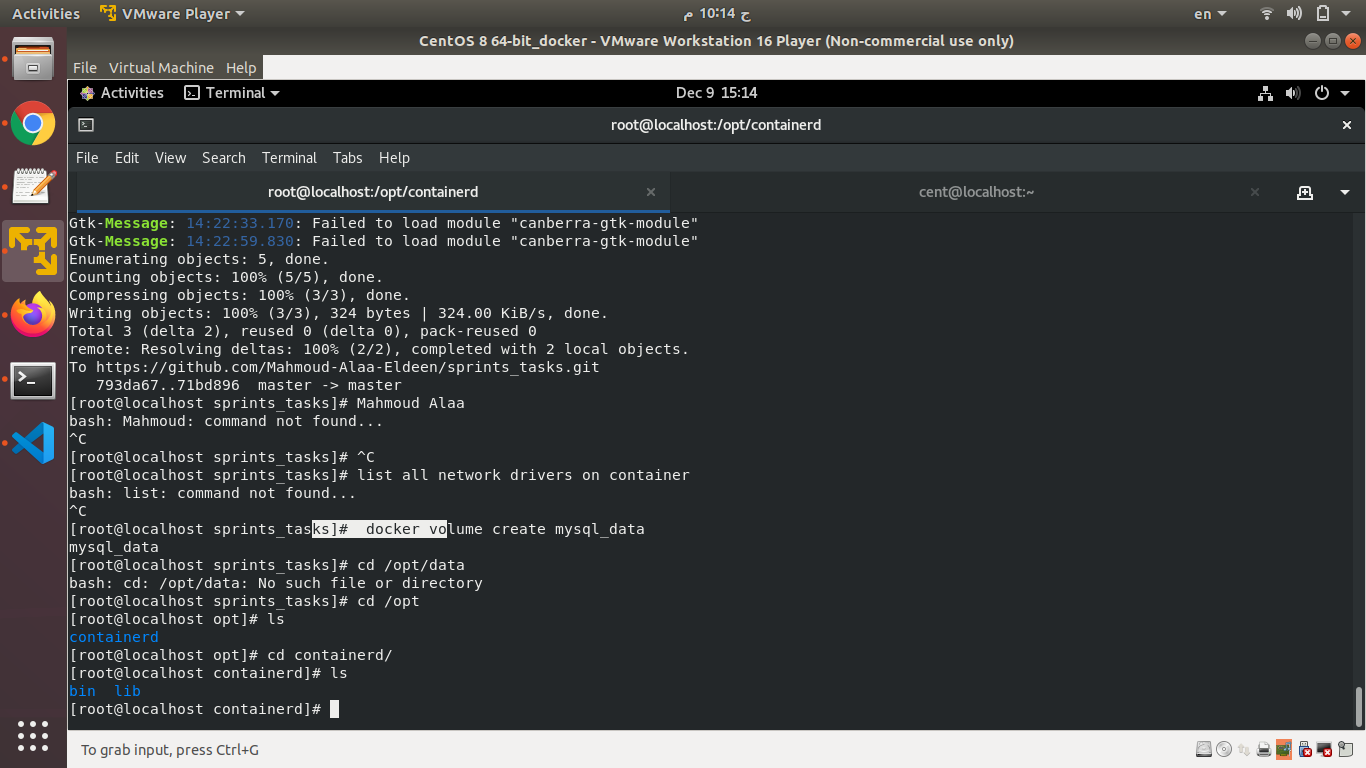 Activities VMware Player ح 10:14 م en
CentOS 8 64-bit_docker - VMware Workstation 16 Player (Non-commercial use only)
File Virtual Machine Help
Activities Terminal Dec 9 15:14
root@localhost:/opt/containerd
File Edit View Search Terminal Tabs Help
root@localhost:/opt/containerd cent@localhost:~
Gtk-Message: 14:22:33.170: Failed to load module "canberra-gtk-module"
Gtk-Message: 14:22:59.830: Failed to load module "canberra-gtk-module"
Enumerating objects: 5, done.
Counting objects: 100% (5/5), done.
Compressing objects: 100% (3/3), done.
Writing objects: 100% (3/3), 324 bytes | 324.00 KiB/s, done.
Total 3 (delta 2), reused 0 (delta 0), pack-reused 0
remote: Resolving deltas: 100% (2/2), completed with 2 local objects.
To https://github.com/Mahmoud-Alaa-Eldeen/sprints_tasks.git
   793da67..71bd896  master -> master
[root@localhost sprints_tasks]# Mahmoud Alaa
bash: Mahmoud: command not found...
^C
[root@localhost sprints_tasks]# ^C
[root@localhost sprints_tasks]# list all network drivers on container
bash: list: command not found...
^C
[root@localhost sprints_tasks]#  docker volume create mysql_data
mysql_data
[root@localhost sprints_tasks]# cd /opt/data
bash: cd: /opt/data: No such file or directory
[root@localhost sprints_tasks]# cd /opt
[root@localhost opt]# ls
containerd
[root@localhost opt]# cd containerd/
[root@localhost containerd]# ls
bin  lib
[root@localhost containerd]#
To grab input, press Ctrl+G